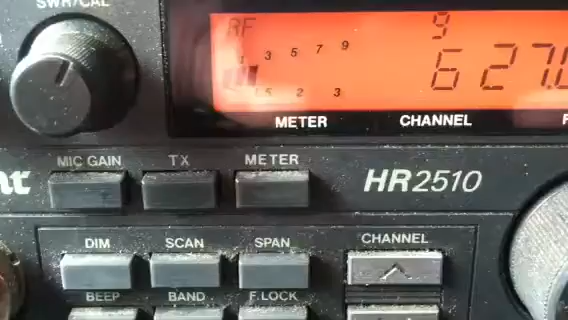 SWR/CAL
RF
9
1 3 5 7 9
627.
1.5 2 3
METER CHANNEL F
MIC GAIN TX METER
nt HR2510
DIM SCAN SPAN CHANNEL
BEEP BAND F.LOCK